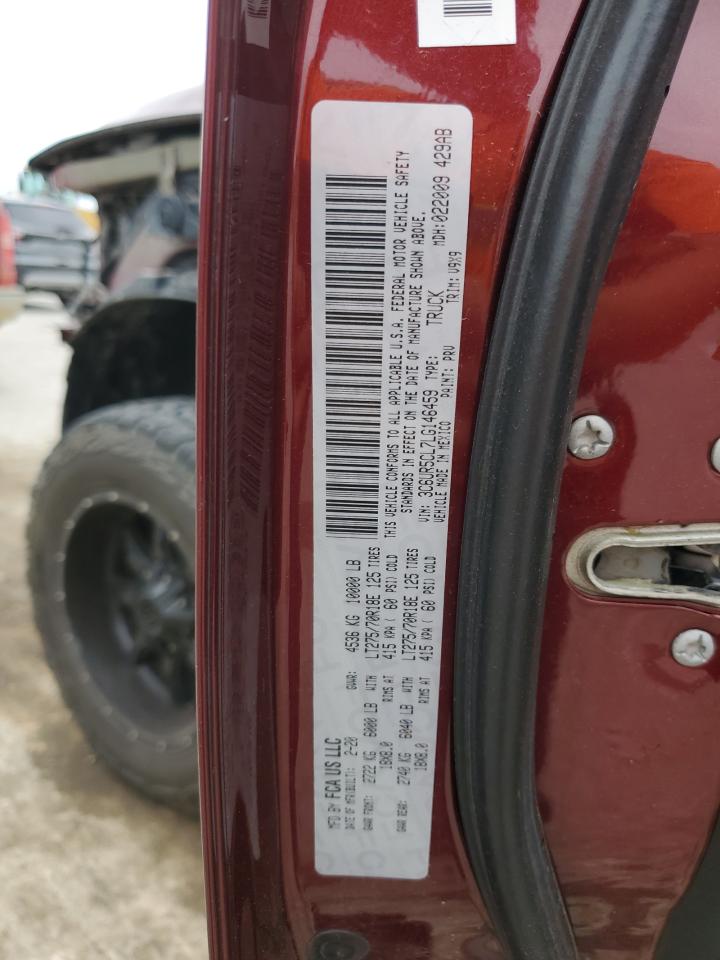 MFD BY FCA US LLC
DATE OF MFR(BUILT): 2-20 GVWR: 4536 KG 10000 LB
GAWR FRONT: 2722 KG 6000 LB WITH LT275/70R18E 125 TIRES
18X8.0 RIMS AT 415 KPA ( 60 PSI) COLD
GAWR REAR: 2740 KG 6040 LB WITH LT275/70R18E 125 TIRES
18X8.0 RIMS AT 415 KPA ( 60 PSI) COLD
THIS VEHICLE CONFORMS TO ALL APPLICABLE U.S.A. FEDERAL MOTOR VEHICLE SAFETY
STANDARDS IN EFFECT ON THE DATE OF MANUFACTURE SHOWN ABOVE.
VIN: 3C6UR5CL7LG146459 TYPE: TRUCK MDH:022009 429AB
VEHICLE MADE IN MEXICO PAINT: PRV TRIM: V9X9